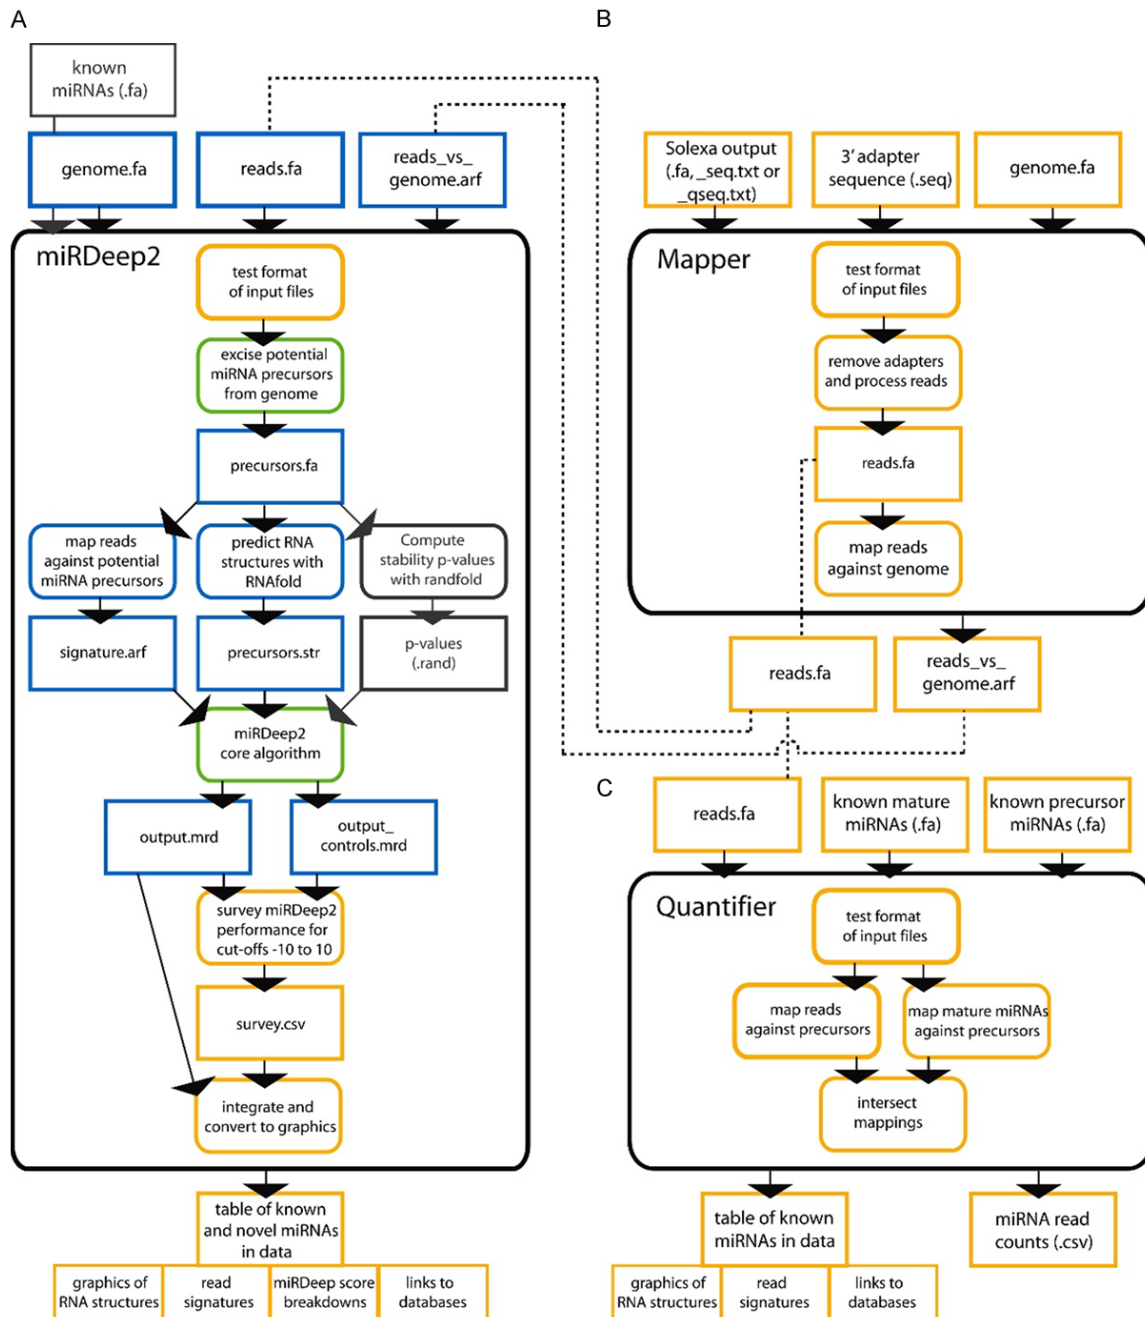 A
known
miRNAs (.fa)
genome.fa
reads.fa
reads_vs_
genome.arf
miRDeep2
test format
of input files
excise potential
miRNA precursors
from genome
precursors.fa
map reads
against potential
miRNA precursors
predict RNA
structures with
RNAfold
Compute
stability p-values
with randfold
signature.arf
precursors.str
p-values
(.rand)
miRDeep2
core algorithm
output.mrd
output_
controls.mrd
survey miRDeep2
performance for
cut-offs -10 to 10
survey.csv
integrate and
convert to graphics
table of known
and novel miRNAs
in data
graphics of
RNA structures
read
signatures
miRDeep score
breakdowns
links to
databases
B
Solexa output
(.fa, _seq.txt or
_qseq.txt)
3' adapter
sequence (.seq)
genome.fa
Mapper
test format
of input files
remove adapters
and process reads
reads.fa
map reads
against genome
reads.fa
reads_vs_
genome.arf
C
reads.fa
known mature
miRNAs (.fa)
known precursor
miRNAs (.fa)
Quantifier
test format
of input files
map reads
against precursors
map mature miRNAs
against precursors
intersect
mappings
table of known
miRNAs in data
miRNA read
counts (.csv)
graphics of
RNA structures
read
signatures
links to
databases